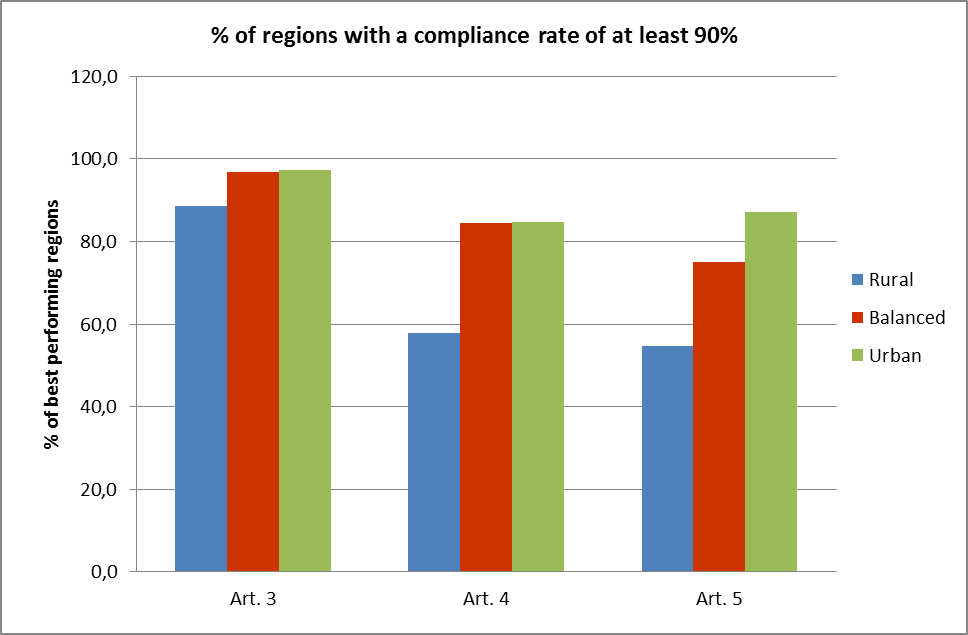 % of regions with a compliance rate of at least 90%
% of best performing regions
120,0
100,0
80,0
60,0
40,0
20,0
0,0
Art. 3
Art. 4
Art. 5
Rural
Balanced
Urban